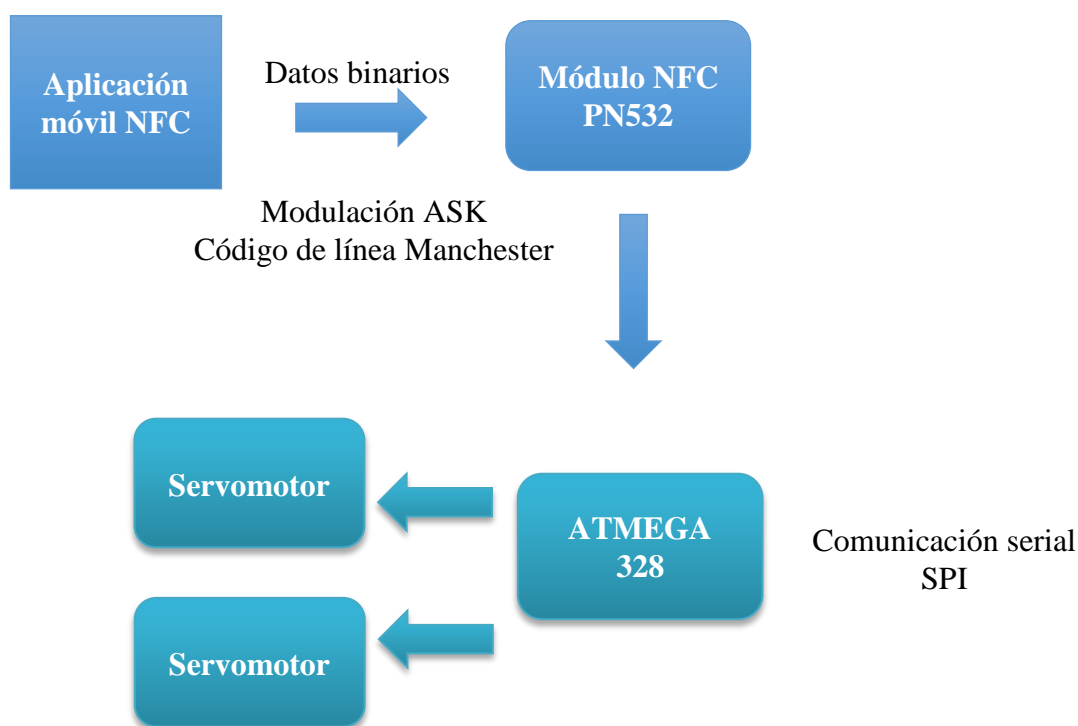 Aplicación
móvil NFC
Datos binarios
Módulo NFC
PN532
Modulación ASK
Código de línea Manchester
Servomotor
ATMEGA
328
Comunicación serial
SPI
Servomotor